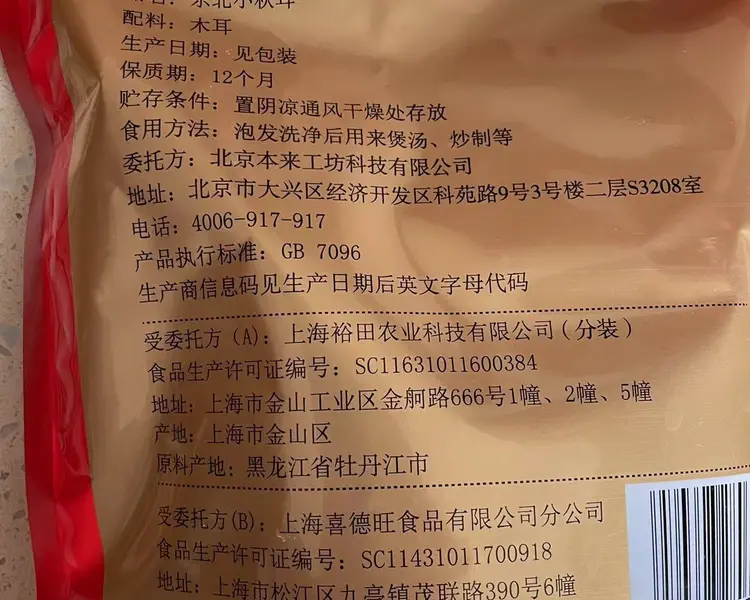 东北小秋耳
配料: 木耳
生产日期: 见包装
保质期: 12个月
贮存条件: 置阴凉通风干燥处存放
食用方法: 泡发洗净后用来煲汤、炒制等
委托方: 北京本来工坊科技有限公司
地址: 北京市大兴区经济开发区科苑路9号3号楼二层S3208室
电话: 4006-917-917
产品执行标准: GB 7096
生产商信息码见生产日期后英文字母代码
受委托方(A): 上海裕田农业科技有限公司(分装)
食品生产许可证编号: SC11631011600384
地址: 上海市金山工业区金舸路666号1幢、2幢、5幢
产地: 上海市金山区
原料产地: 黑龙江省牡丹江市
受委托方(B): 上海喜德旺食品有限公司分公司
食品生产许可证编号: SC11431011700918
地址: 上海市松江区九亭镇茂联路390号6幢